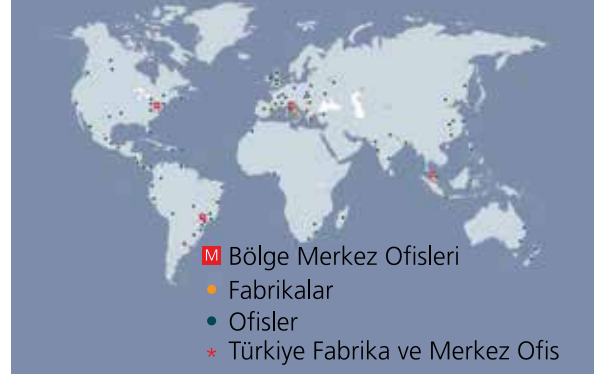 M Bölge Merkez Ofisleri
Fabrikalar
Ofisler
* Türkiye Fabrika ve Merkez Ofis